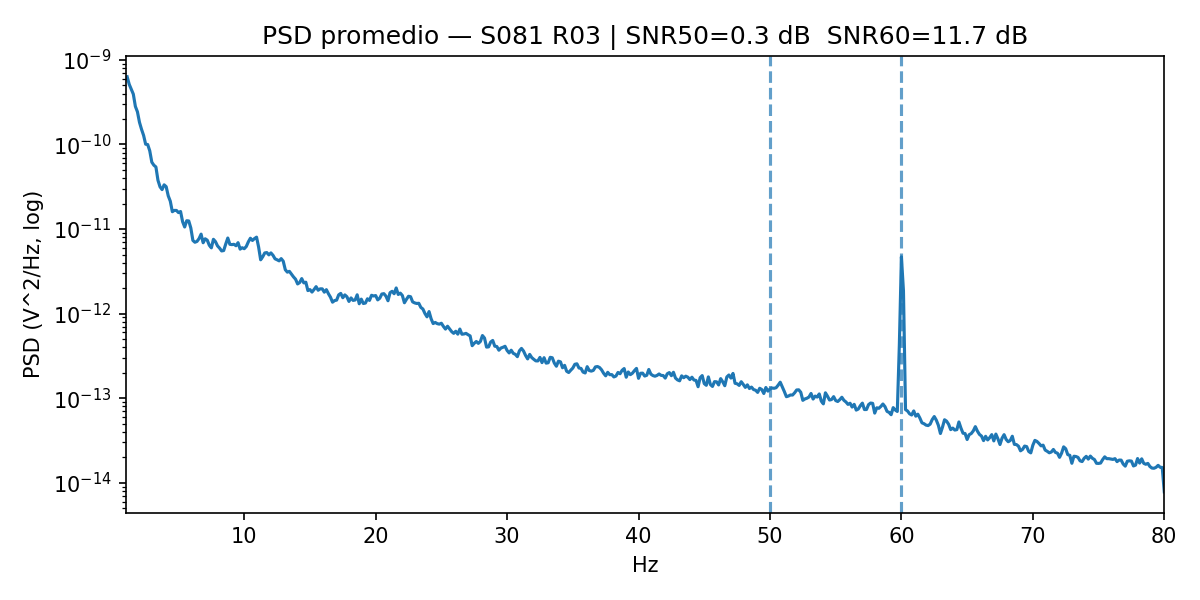 PSD promedio — S081 R03 | SNR50=0.3 dB  SNR60=11.7 dB
PSD (V^2/Hz, log)
10⁻⁹
10⁻¹⁰
10⁻¹¹
10⁻¹²
10⁻¹³
10⁻¹⁴
10 20 30 40 50 60 70 80
Hz